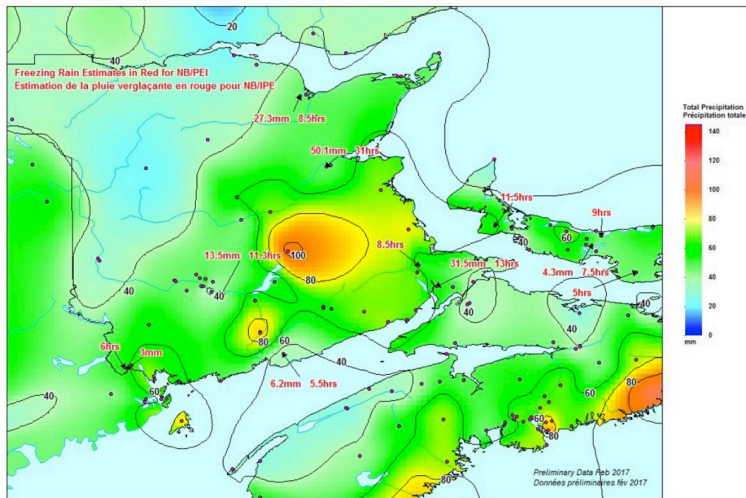 20
40
Freezing Rain Estimates in Red for NB/PEI
Estimation de la pluie verglaçante en rouge pour NB/IPE
27.3mm 8.5hrs
50.1mm 31hrs
11.5hrs
9hrs
60
40
40
13.5mm 11.3hrs
100
80
8.5hrs
31.5mm 13hrs
4.3mm 7.5hrs
5hrs
40
40
40
40
80
60
40
6hrs
3mm
6.2mm 5.5hrs
60
40
60
80
80
80
Preliminary Data Feb 2017
Données préliminaires fév 2017
Total Precipitation
Précipitation totale
140
120
100
80
60
40
20
0
mm